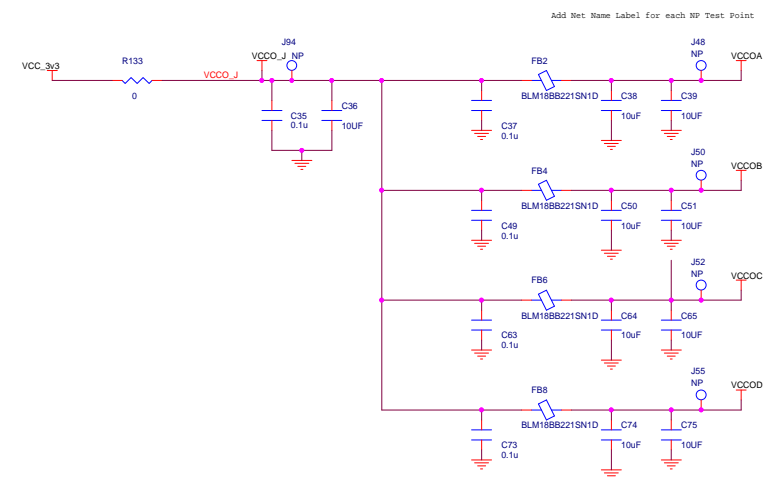 Add Net Name Label for each NP Test Point
VCC_3v3
R133
0
VCCO_J
VCCO_J
J94
NP
C35
0.1u
C36
10UF
FB2
BLM18BB221SN1D
C37
0.1u
C38
10uF
C39
10UF
J48
NP
VCCOA
FB4
BLM18BB221SN1D
C49
0.1u
C50
10uF
C51
10UF
J50
NP
VCCOB
FB6
BLM18BB221SN1D
C63
0.1u
C64
10uF
C65
10UF
J52
NP
VCCOC
FB8
BLM18BB221SN1D
C73
0.1u
C74
10uF
C75
10UF
J55
NP
VCCOD